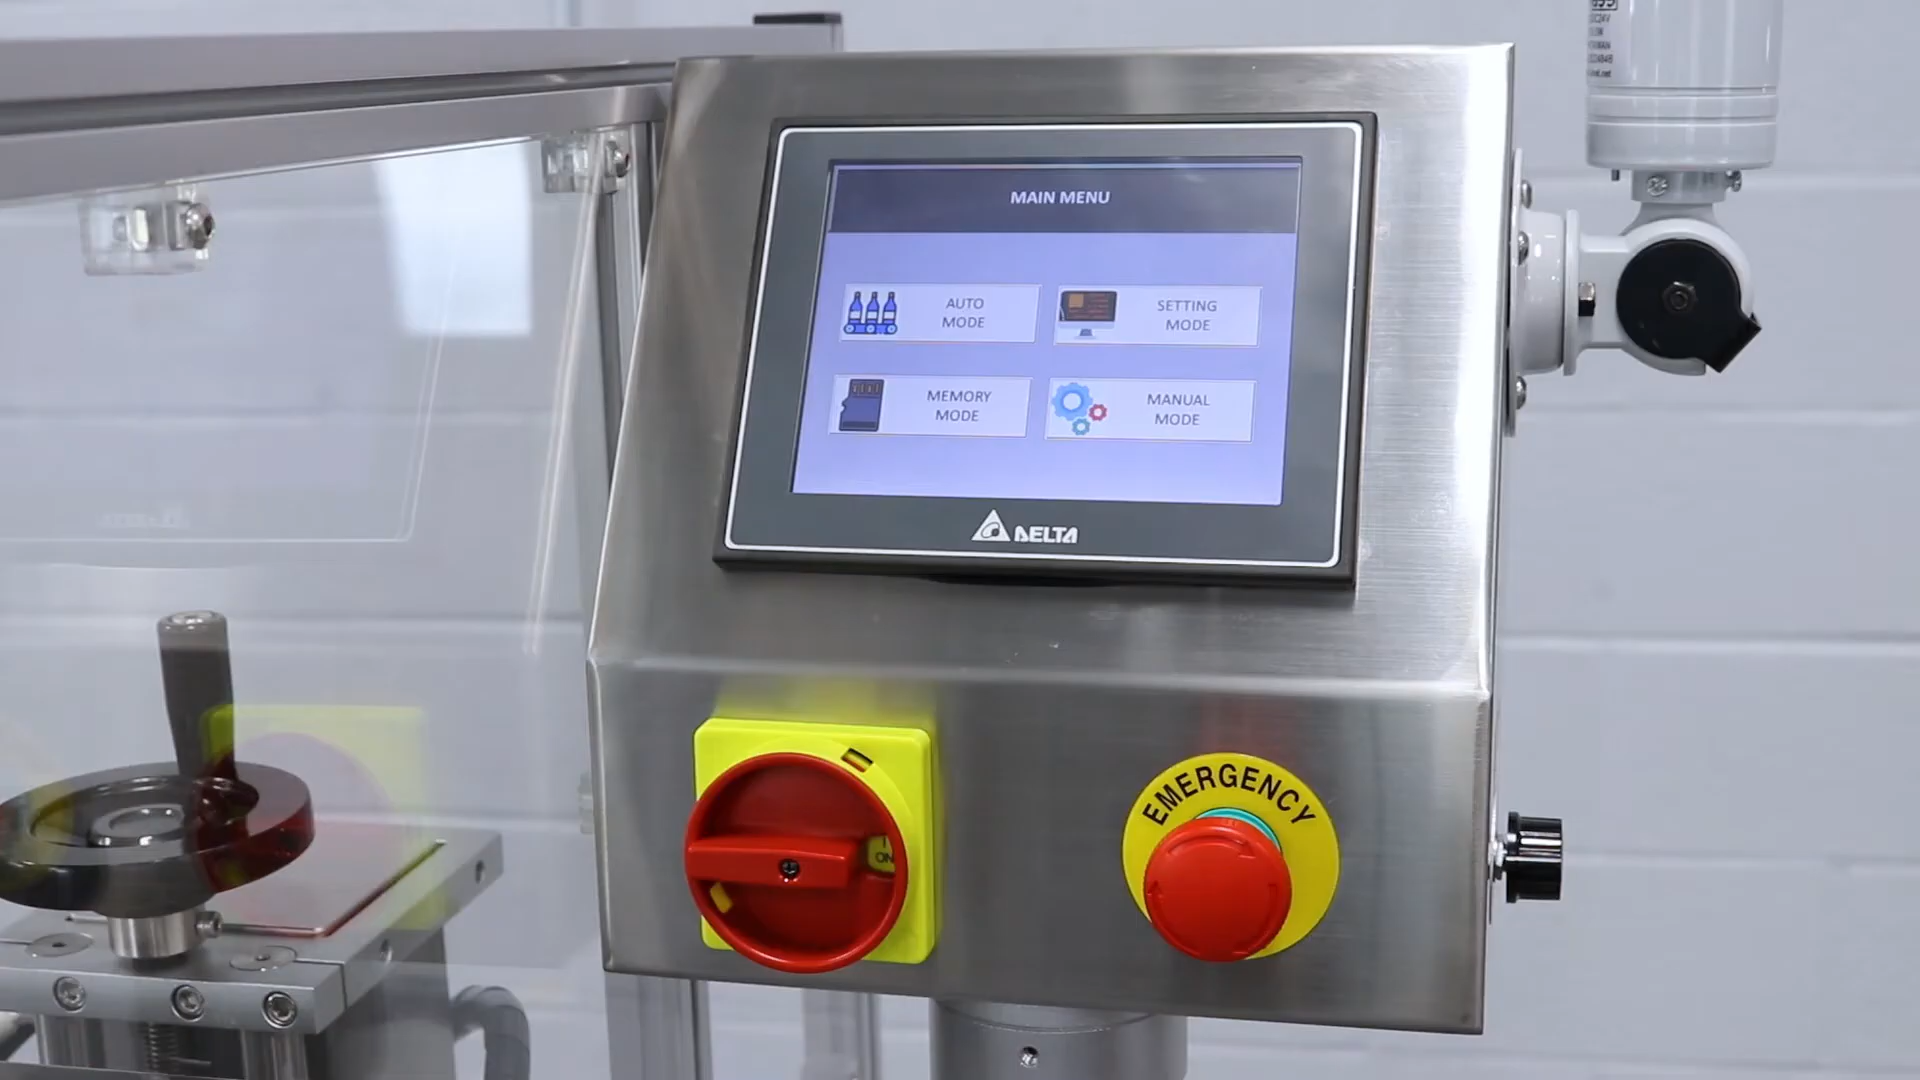 MAIN MENU
AUTO
MODE
SETTING
MODE
MEMORY
MODE
MANUAL
MODE
DELTA
ON
EMERGENCY